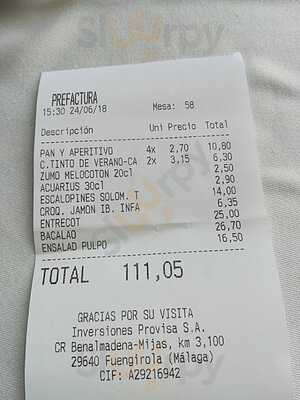 PREFACTURA
15:30 24/06/18 Mesa: 58
Descripción Uni Precio Total
PAN Y APERITIVO 4x 2,70 10,80
C.TINTO DE VERANO-CA 2x 3,15 6,30
ZUMO MELOCOTON 20cl 2,50
ACUARIUS 30cl 2,90
ESCALOPINES SOLOM. T 14,00
CROQ. JAMON IB. INFA 6,35
ENTRECOT 25,00
BACALAO 26,70
ENSALAD PULPO 16,50
TOTAL 111,05
GRACIAS POR SU VISITA
Inversiones Provisa S.A.
CR Benalmadena-Mijas, km 3,100
29640 Fuengirola (Málaga)
CIF: A29216942